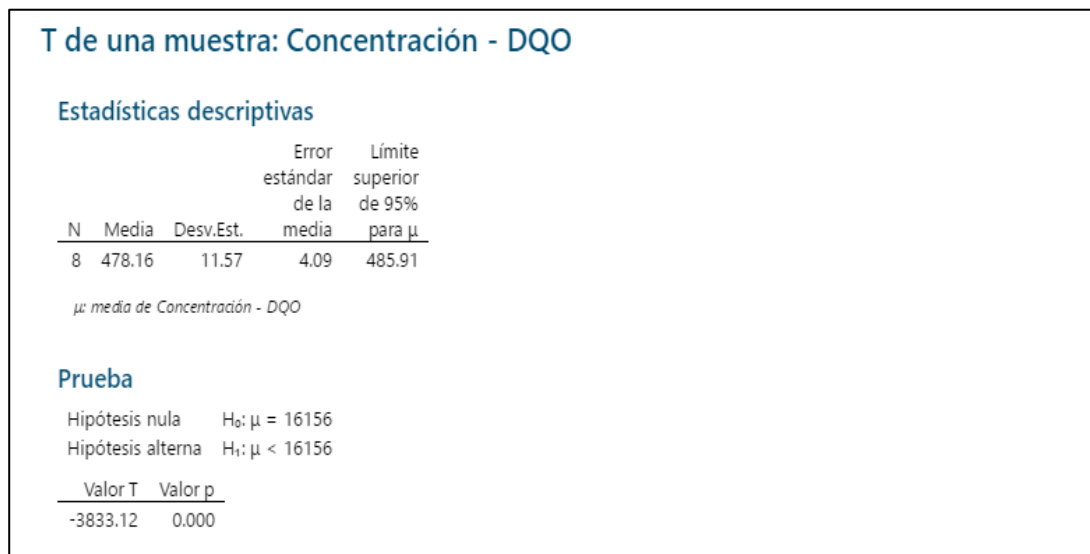 T de una muestra: Concentración - DQO
Estadísticas descriptivas
Error Límite
estándar superior
de la de 95%
N Media Desv.Est. media para μ
8 478.16 11.57 4.09 485.91
μ: media de Concentración - DQO
Prueba
Hipótesis nula H₀: μ = 16156
Hipótesis alterna H₁: μ < 16156
Valor T Valor p
-3833.12 0.000